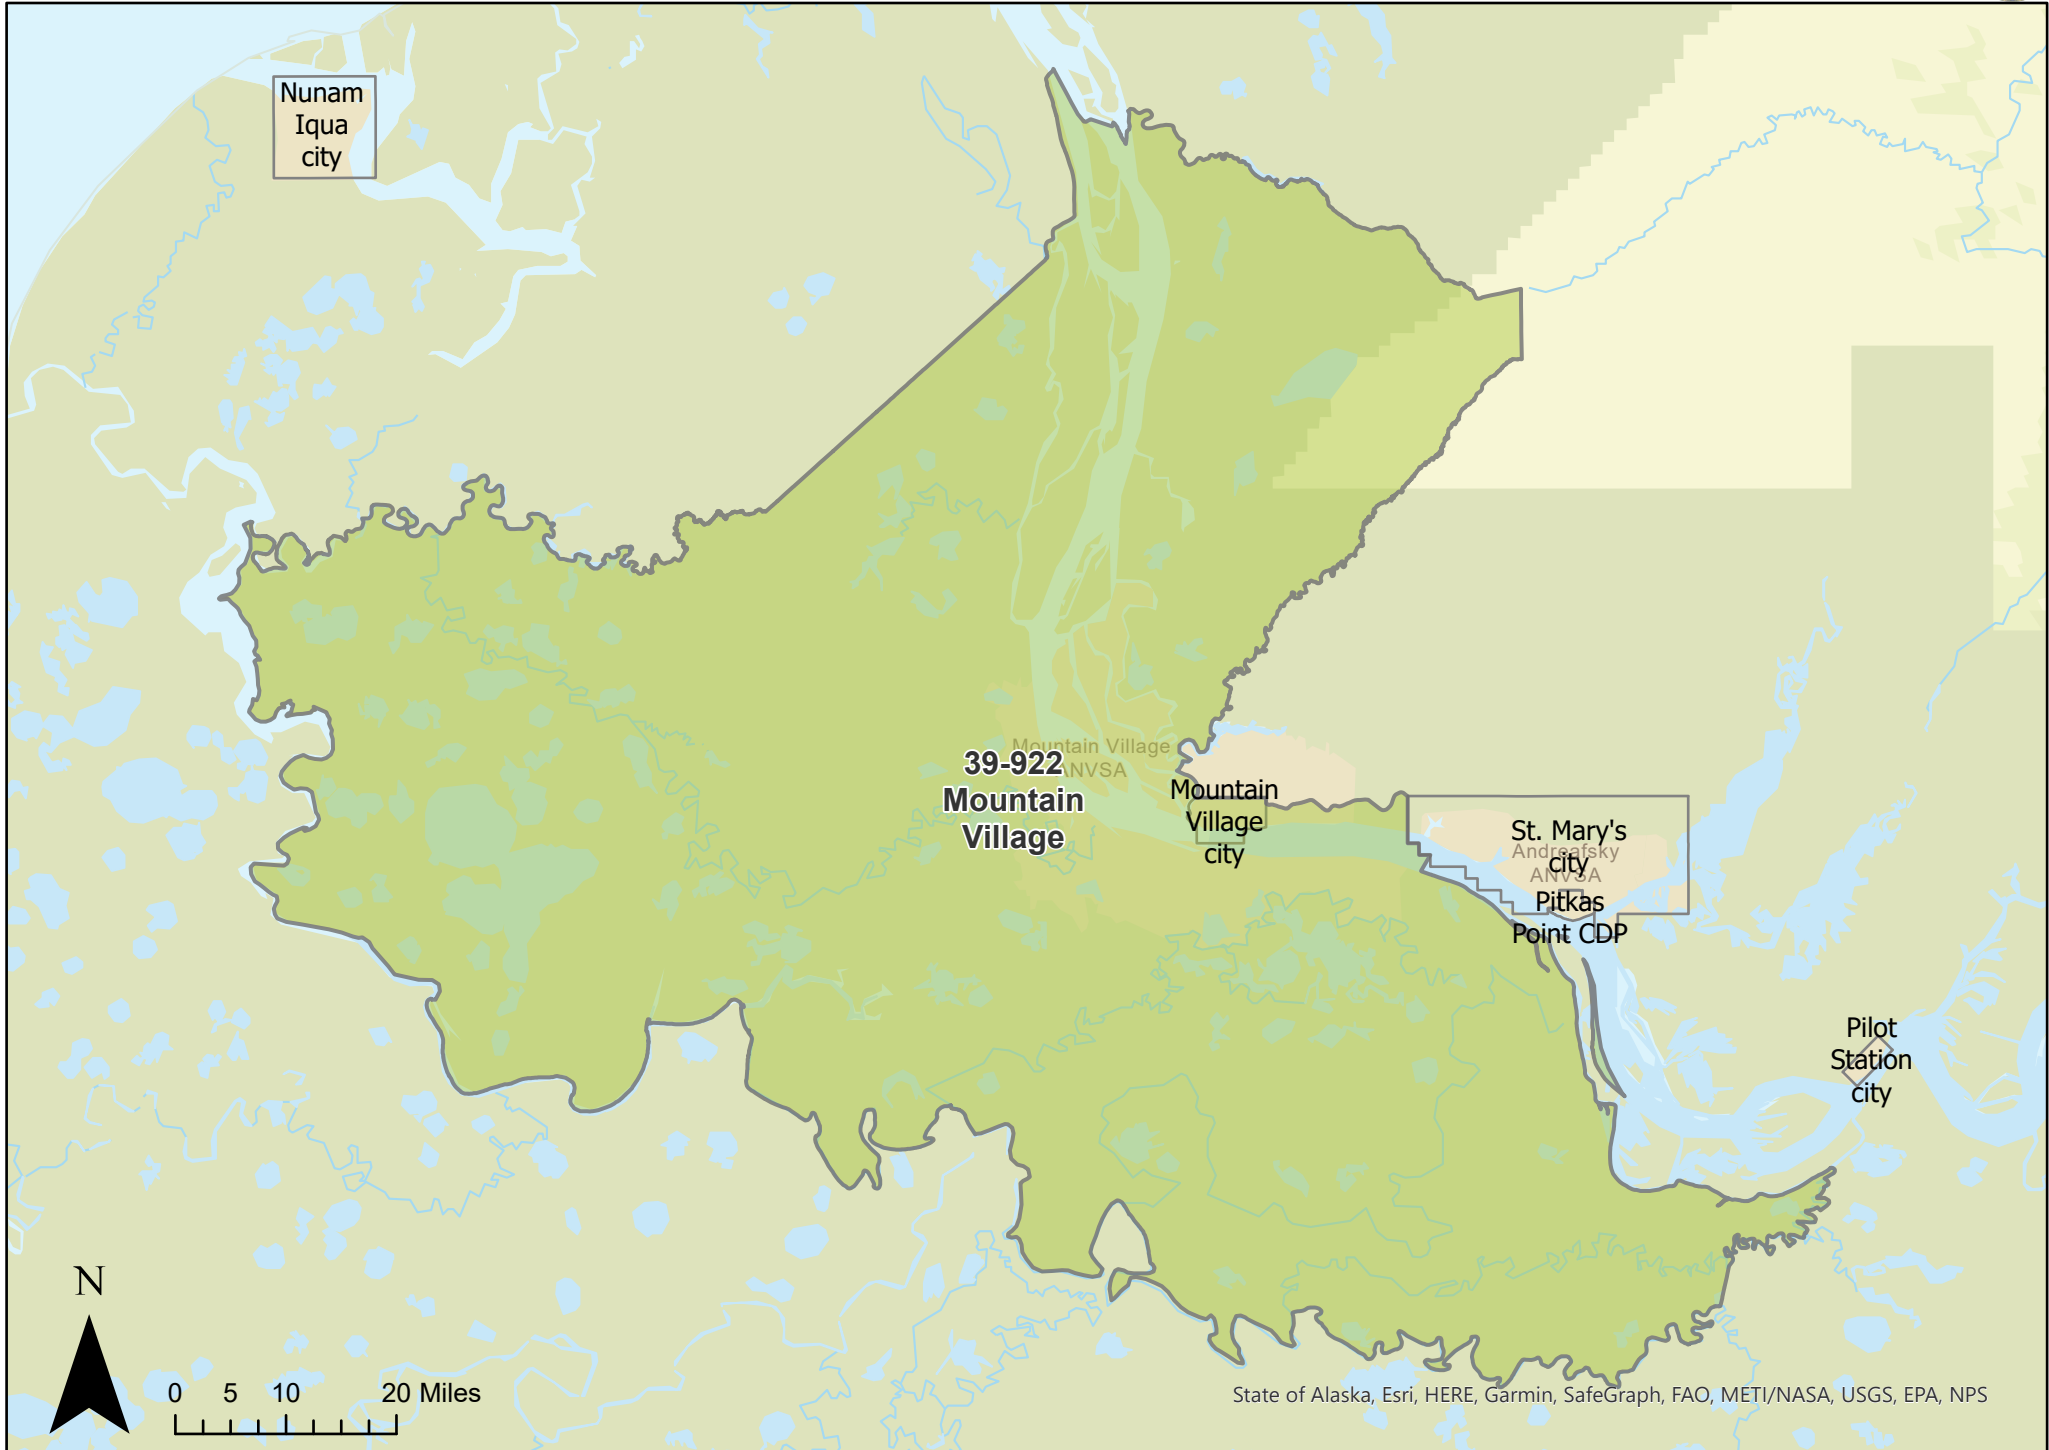 Nunam
Iqua
city
Mountain Village
ANVSA
39-922
Mountain
Village
Mountain
Village
city
St. Mary's
city
Andreafsky
ANVSA
Pitkas
Point CDP
Pilot
Station
city
N
0 5 10 20 Miles
State of Alaska, Esri, HERE, Garmin, SafeGraph, FAO, METI/NASA, USGS, EPA, NPS